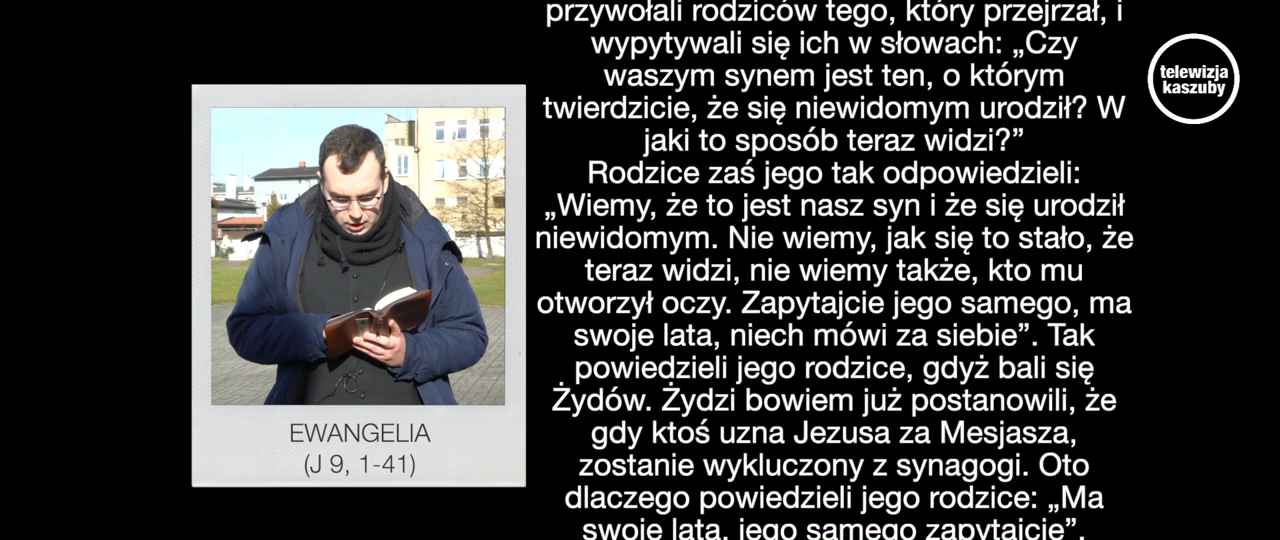 przywołali rodziców tego, który przejrzał, i
wypytywali się ich w słowach: „Czy
waszym synem jest ten, o którym
twierdzicie, że się niewidomym urodził? W
jaki to sposób teraz widzi?”
Rodzice zaś jego tak odpowiedzieli:
„Wiemy, że to jest nasz syn i że się urodził
niewidomym. Nie wiemy, jak się to stało, że
teraz widzi, nie wiemy także, kto mu
otworzył oczy. Zapytajcie jego samego, ma
swoje lata, niech mówi za siebie”. Tak
powiedzieli jego rodzice, gdyż bali się
Żydów. Żydzi bowiem już postanowili, że
gdy ktoś uzna Jezusa za Mesjasza,
zostanie wykluczony z synagogi. Oto
dlaczego powiedzieli jego rodzice: „Ma
swoje lata, jego samego zapytajcie”.
EWANGELIA
(J 9, 1-41)
telewizja
kaszuby